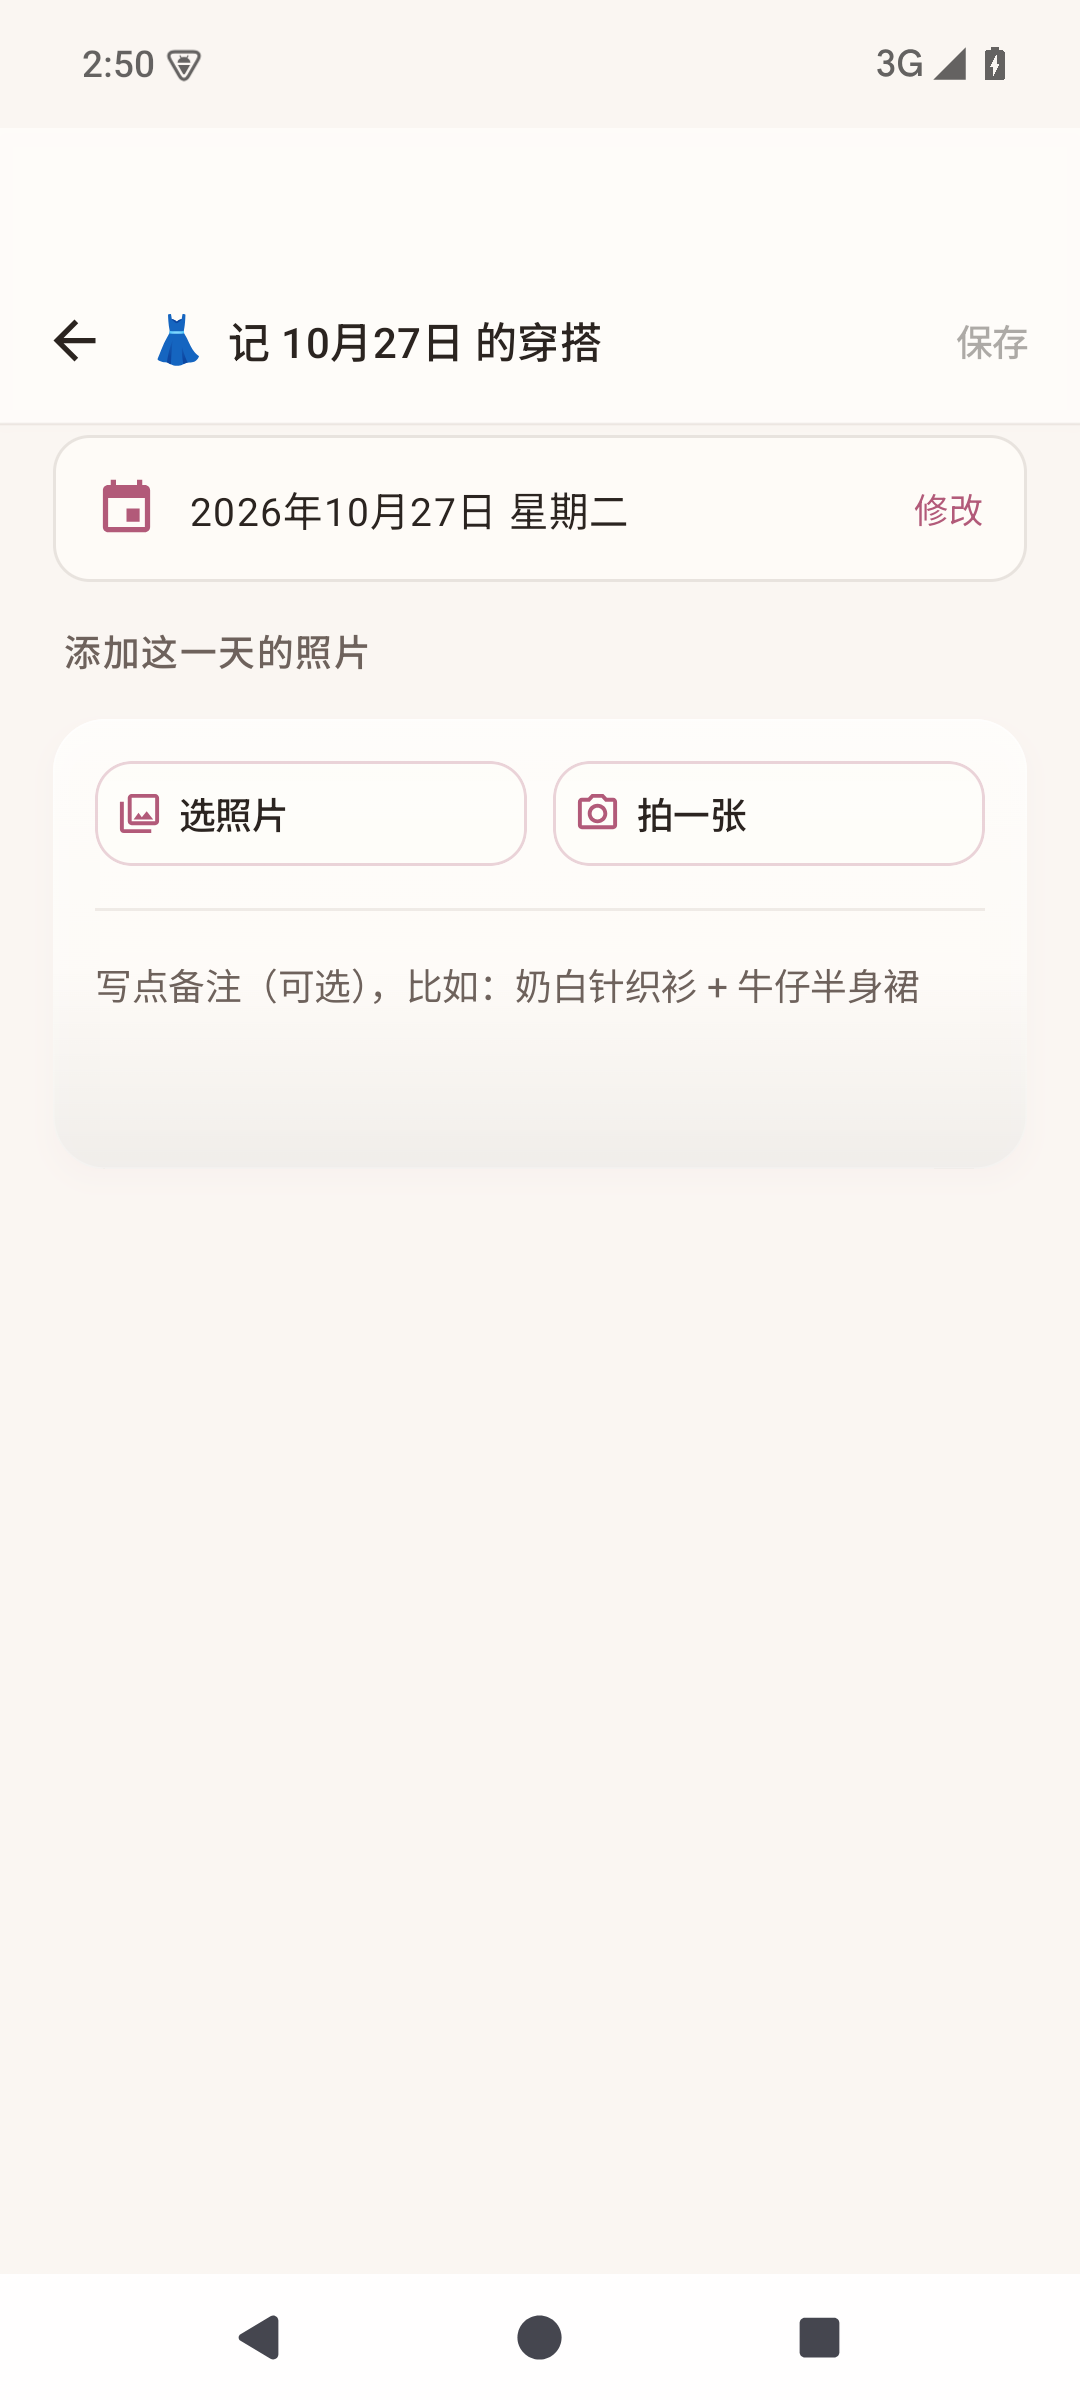 2:50
3G
记 10月27日 的穿搭
保存
2026年10月27日 星期二
修改
添加这一天的照片
选照片
拍一张
写点备注（可选），比如：奶白针织衫 + 牛仔半身裙